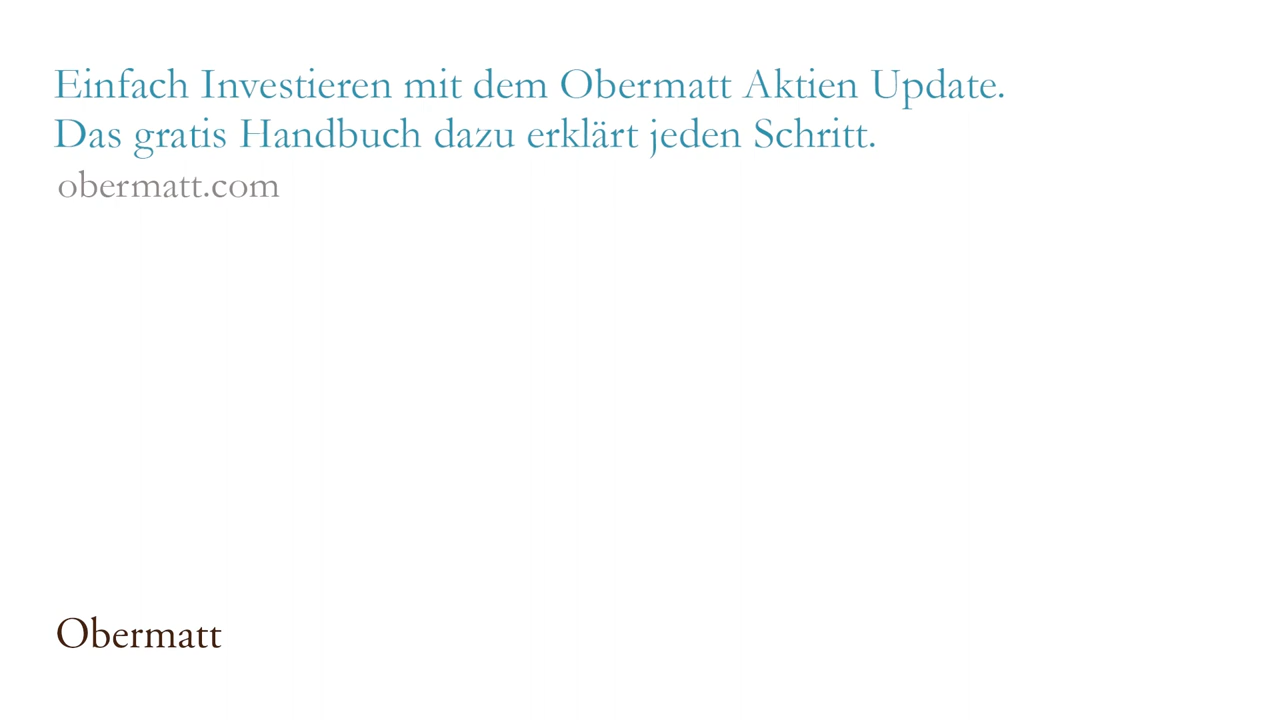 Einfach Investieren mit dem Obermatt Aktien Update.
Das gratis Handbuch dazu erklärt jeden Schritt.
obermatt.com
Obermatt